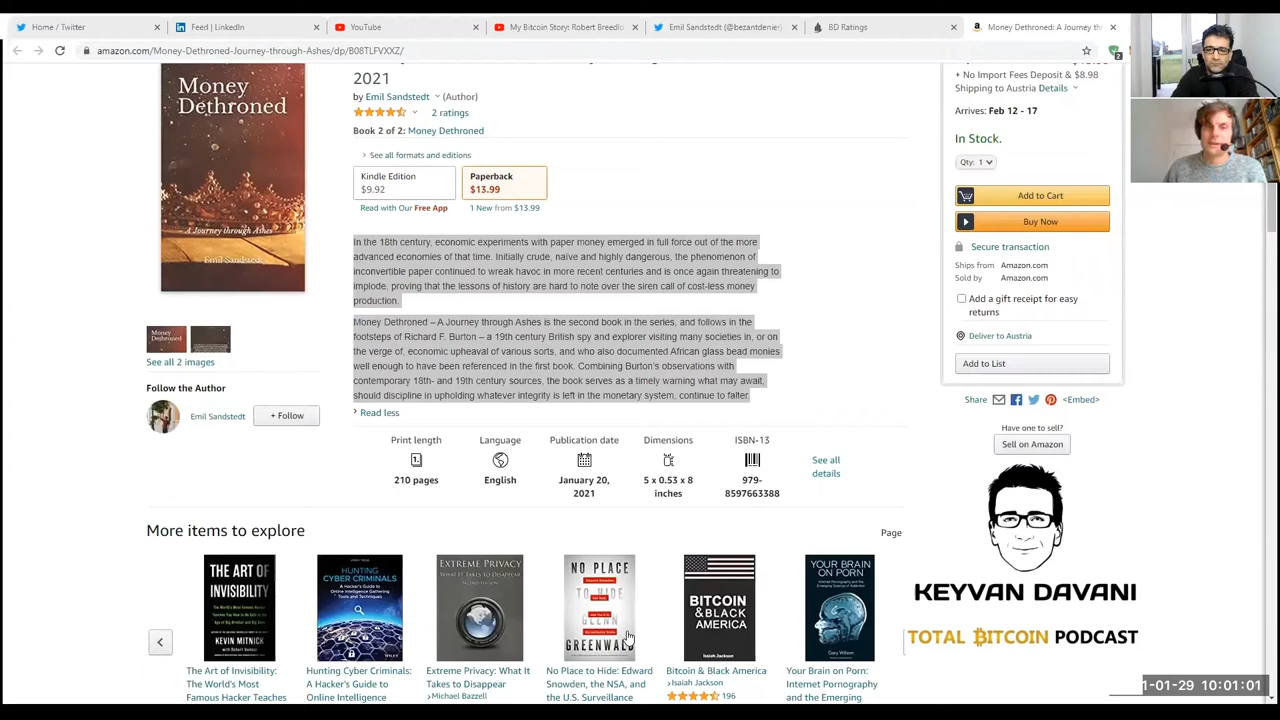 Home / Twitter
Feed | LinkedIn
YouTube
My Bitcoin Story: Robert Breedlo
Emil Sandstedt (@bezantdenier)
BD Ratings
Money Dethroned: A Journey thr
amazon.com/Money-Dethroned-Journey-through-Ashes/dp/B08TLFVXXZ/
2
Money
Dethroned
– A Journey through Ashes
Emil Sandstedt
See all 2 images
Follow the Author
Emil Sandstedt
+ Follow
2021
by Emil Sandstedt (Author)
2 ratings
Book 2 of 2: Money Dethroned
See all formats and editions
Kindle Edition
$9.92
Paperback
$13.99
Read with Our Free App
1 New from $13.99
In the 18th century, economic experiments with paper money emerged in full force out of the more
advanced economies of that time. Initially crude, naïve and highly dangerous, the phenomenon of
inconvertible paper continued to wreak havoc in more recent centuries and is once again threatening to
implode, proving that the lessons of history are hard to note over the siren call of cost-less money
production.
Money Dethroned – A Journey through Ashes is the second book in the series, and follows in the
footsteps of Richard F. Burton – a 19th century British spy and explorer visiting many societies in, or on
the verge of, economic upheaval of various sorts, and who also documented African glass bead monies
well enough to have been referenced in the first book. Combining Burton's observations with
contemporary 18th- and 19th century sources, the book serves as a timely warning what may await,
should discipline in upholding whatever integrity is left in the monetary system, continue to falter.
Read less
Print length
210 pages
Language
English
Publication date
January 20,
2021
Dimensions
5 x 0.53 x 8
inches
ISBN-13
979-
8597663388
See all
details
+ No Import Fees Deposit & $8.98
Shipping to Austria Details
Arrives: Feb 12 - 17
In Stock.
Qty: 1
Add to Cart
Buy Now
Secure transaction
Ships from Amazon.com
Sold by Amazon.com
Add a gift receipt for easy
returns
Deliver to Austria
Add to List
Share <Embed>
Have one to sell?
Sell on Amazon
More items to explore
Page
THE ART OF
INVISIBILITY
KEVIN MITNICK
HUNTING
CYBER CRIMINALS
EXTREME PRIVACY
WHAT IT TAKES TO DISAPPEAR
NO PLACE
TO HIDE
GLENN
GREENWALD
BITCOIN
&BLACK
AMERICA
Isaiah Jackson
YOUR BRAIN
ON PORN
Gary Wilson
The Art of Invisibility:
The World's Most
Famous Hacker Teaches
Hunting Cyber Criminals:
A Hacker's Guide to
Online Intelligence
Extreme Privacy: What It
Takes to Disappear
Michael Bazzell
No Place to Hide: Edward
Snowden, the NSA, and
the U.S. Surveillance
Bitcoin & Black America
Isaiah Jackson
196
Your Brain on Porn:
Internet Pornography
and the Emerging
KEYVAN DAVANI
TOTAL BITCOIN PODCAST
1-01-29 10:01:01